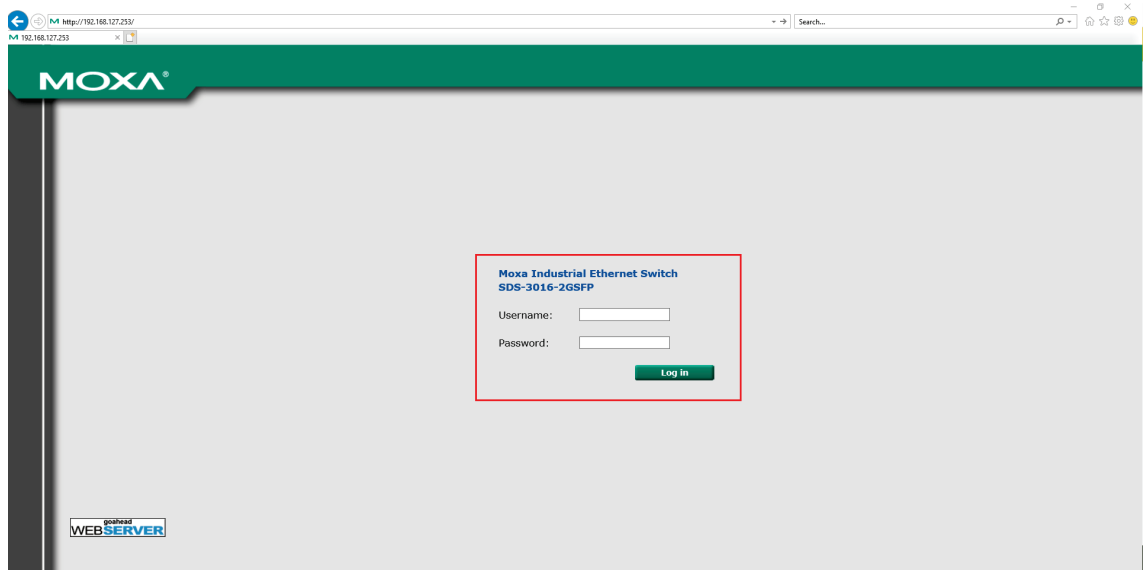 http://192.168.127.253/
Search...
192.168.127.253
MOXA®
Moxa Industrial Ethernet Switch
SDS-3016-2GSFP
Username:
Password:
Log in
goahead
WEBSERVER